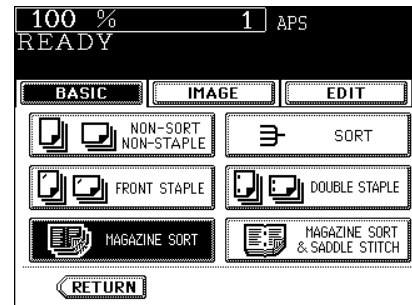 100 % 1 APS
READY
BASIC IMAGE EDIT
NON-SORT
NON-STAPLE
SORT
FRONT STAPLE
DOUBLE STAPLE
MAGAZINE SORT
MAGAZINE SORT
& SADDLE STITCH
RETURN